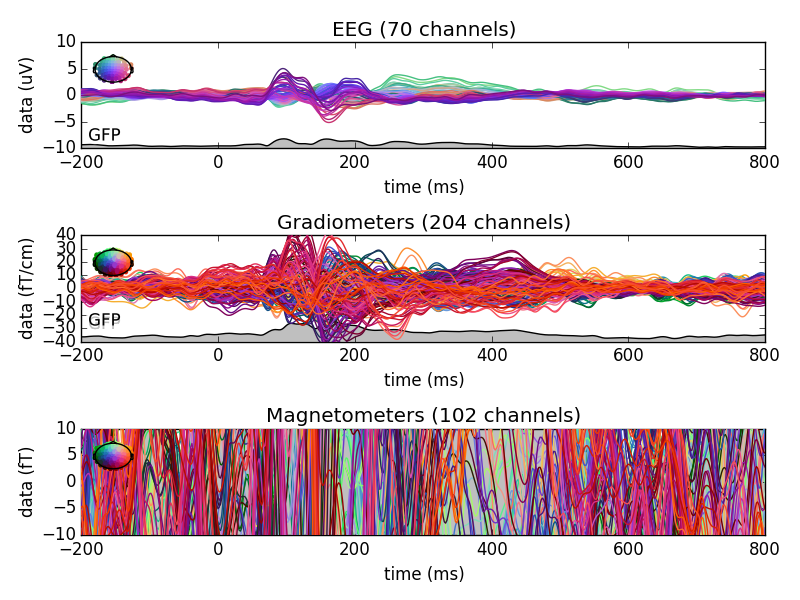 EEG (70 channels)
10
5
0
−5
−10
data (uV)
GFP
−200 0 200 400 600 800
time (ms)
Gradiometers (204 channels)
40
30
20
10
0
−10
−20
−30
−40
data (fT/cm)
GFP
−200 0 200 400 600 800
time (ms)
Magnetometers (102 channels)
10
5
0
−5
−10
data (fT)
−200 0 200 400 600 800
time (ms)